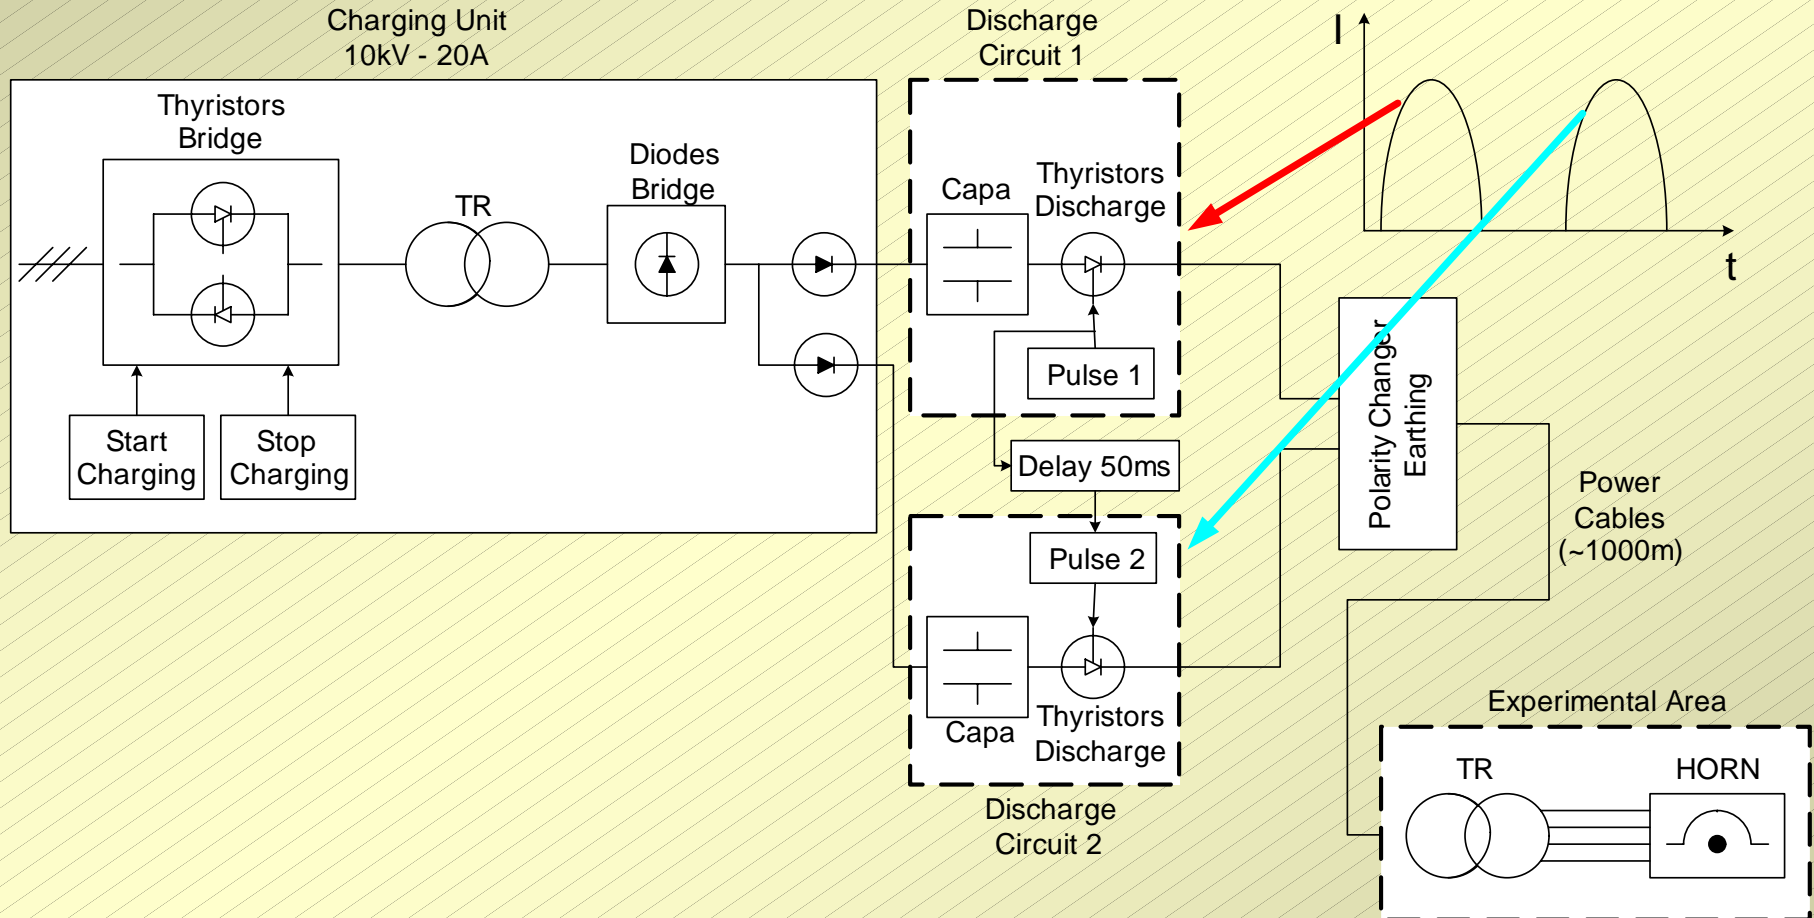 Charging Unit
10kV - 20A
Thyristors
Bridge
TR
Diodes
Bridge
Start
Charging
Stop
Charging
Discharge
Circuit 1
Capa
Thyristors
Discharge
Pulse 1
Delay 50ms
Pulse 2
Capa
Thyristors
Discharge
Discharge
Circuit 2
I
t
Polarity Changer
Earthing
Power
Cables
(~1000m)
Experimental Area
TR
HORN